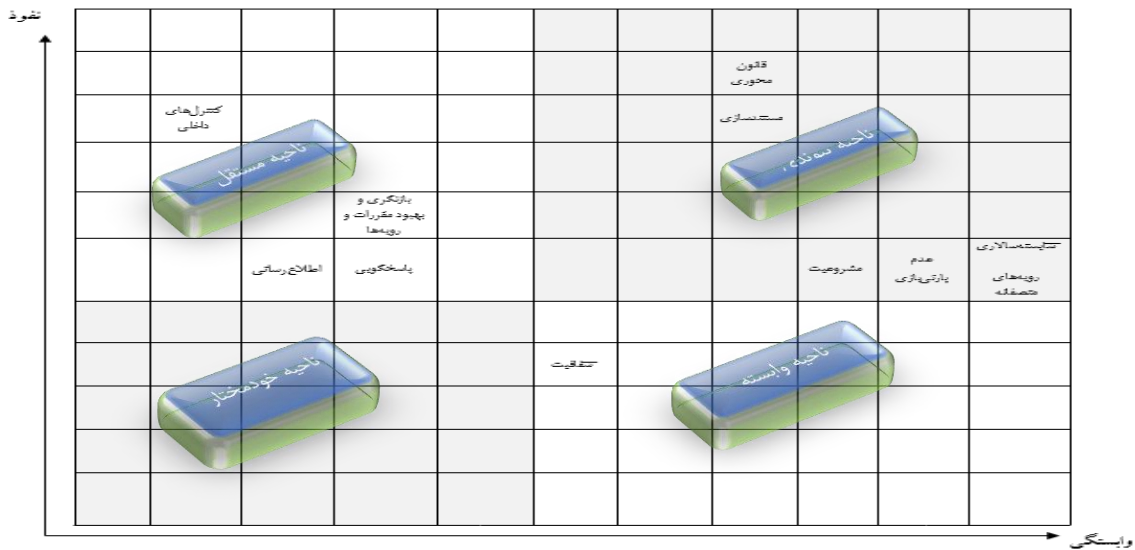 نفوذ
قانون
محوری
کنترل‌های
داخلی
مستندسازی
ناحیه پیوندی
ناحیه مستقل
بازنگری و
بهبود مقررات و
رویه‌ها
شایسته‌سالاری
عدم
پارتی‌بازی
مشروعیت
پاسخگویی
اطلاع‌رسانی
رویه‌های
منصفانه
شفافیت
ناحیه وابسته
ناحیه خودمختار
وابستگی